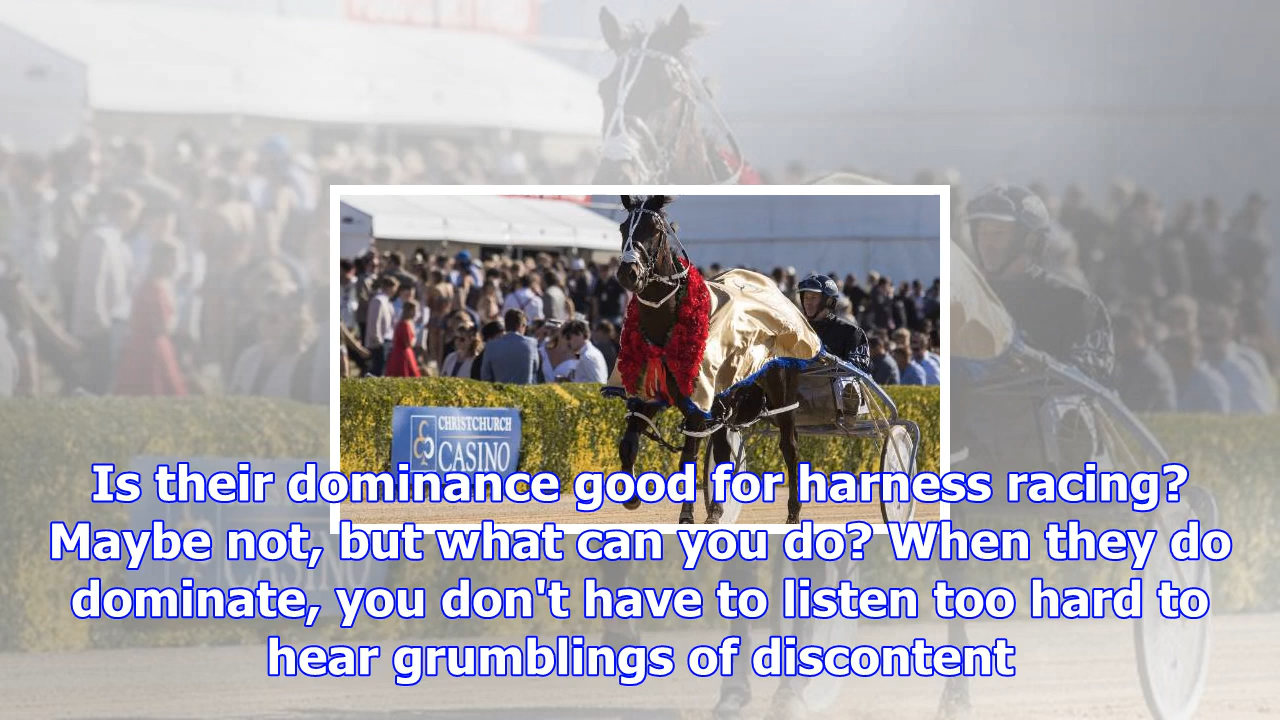 CHRISTCHURCH
CASINO
Is their dominance good for harness racing?
Maybe not, but what can you do? When they do
dominate, you don't have to listen too hard to
hear grumblings of discontent